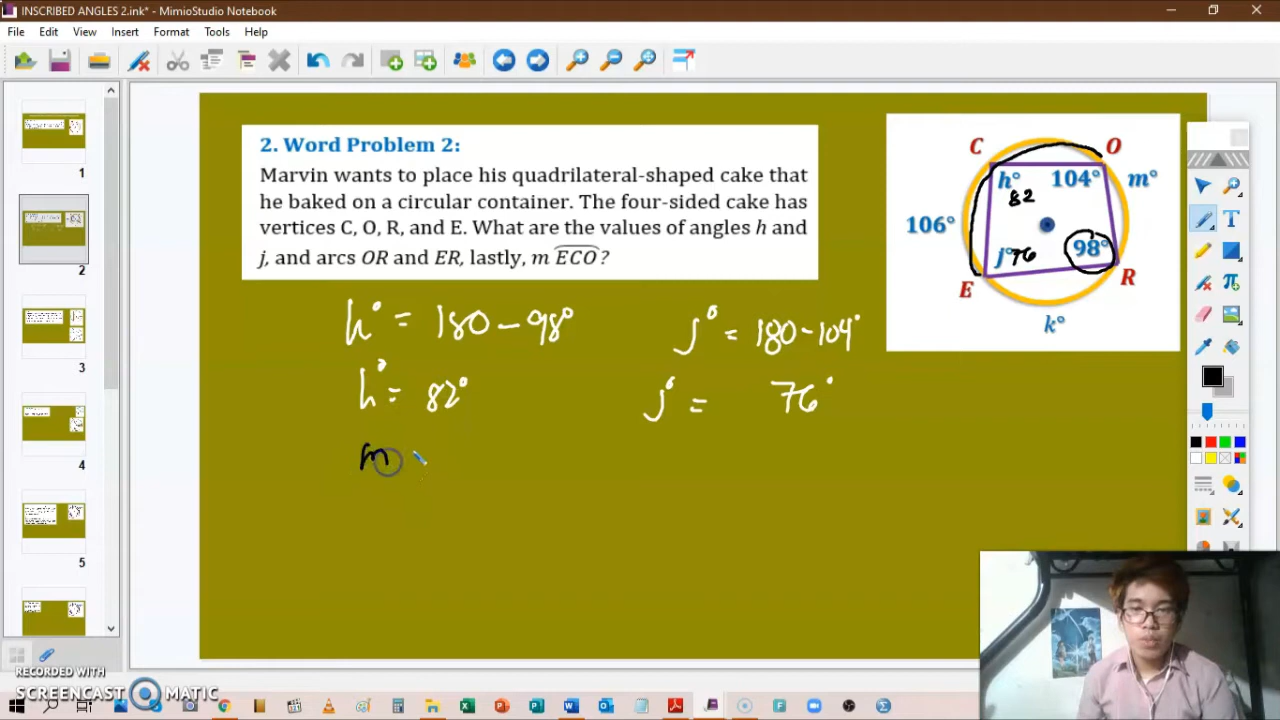 INSCRIBED ANGLES 2.ink* - MimioStudio Notebook
File Edit View Insert Format Tools Help
1
2
3
4
5
2. Word Problem 2:
Marvin wants to place his quadrilateral-shaped cake that
he baked on a circular container. The four-sided cake has
vertices C, O, R, and E. What are the values of angles h and
j, and arcs OR and ER, lastly, m ECO?
C O
h° 104° m°
82
106°
98°
j° 76
E R
k°
h° = 180 - 98° j° = 180 - 104°
h° = 82° j° = 76°
m
RECORDED WITH
SCREENCAST MATIC